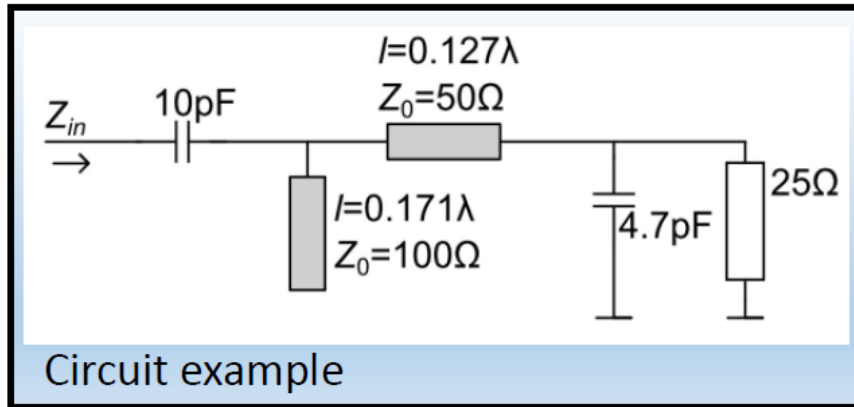 l=0.127λ
Z₀=50Ω
10pF
Zin
l=0.171λ
Z₀=100Ω
4.7pF
25Ω
Circuit example